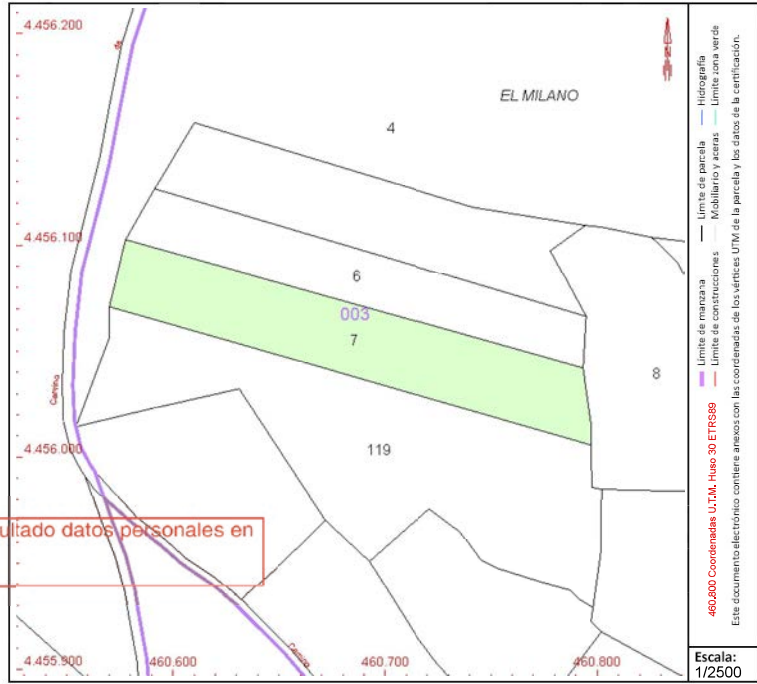 4.456.200
de
EL MILANO
4
4.456.100
6
003
7
8
Camino
4.456.000
119
ultado datos personales en
Camino
4.455.900
460.600
460.700
460.800
Límite de manzana
Límite de parcela
Hidrografía
Límite de construcciones
Mobiliario y aceras
Límite zona verde
460.800 Coordenadas U.T.M. Huso 30 ETRS89
Este documento electrónico contiene anexos con las coordenadas de los vértices UTM de la parcela y los datos de la certificación.
Escala:
1/2500